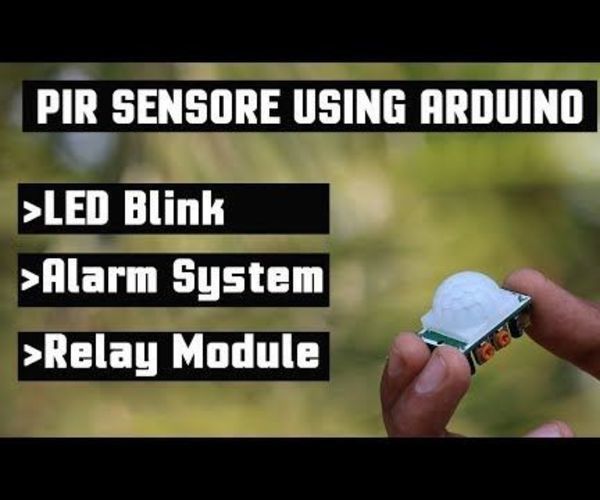 PIR SENSORE USING ARDUINO
>LED Blink
>Alarm System
>Relay Module